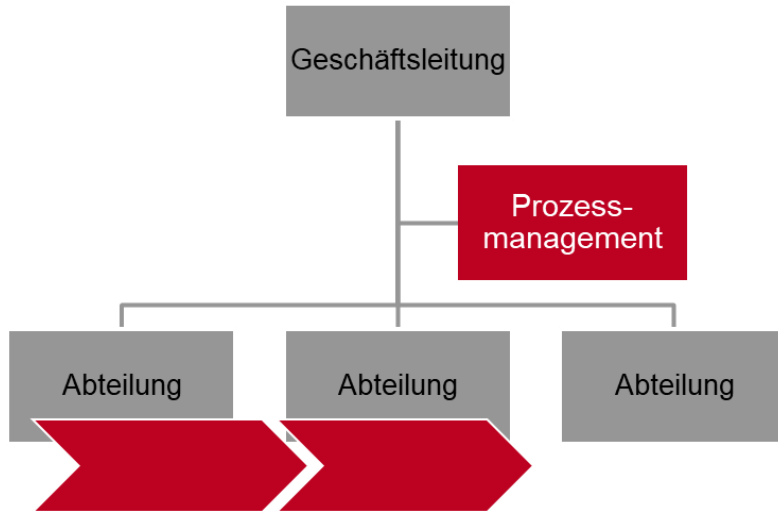 Geschäftsleitung
Prozess-
management
Abteilung
Abteilung
Abteilung